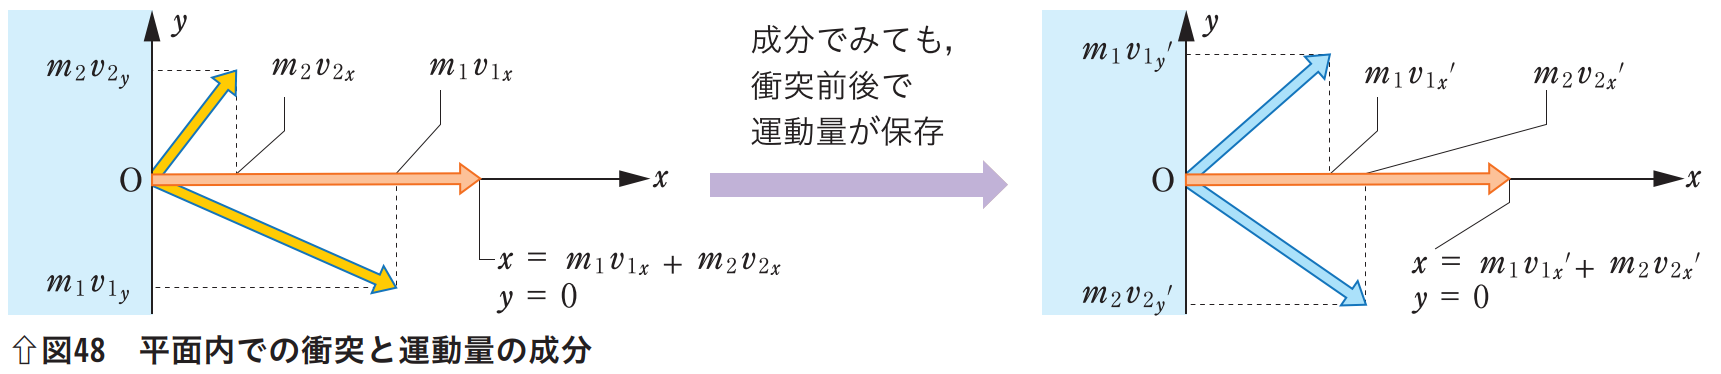 y
m₂v₂y
m₂v₂x
m₁v₁x
O
x
m₁v₁y
x = m₁v₁x + m₂v₂x
y = 0
成分でみても，
衝突前後で
運動量が保存
y
m₁v₁y′
m₁v₁x′
m₂v₂x′
O
x
m₂v₂y′
x = m₁v₁x′ + m₂v₂x′
y = 0
⇧図48　平面内での衝突と運動量の成分